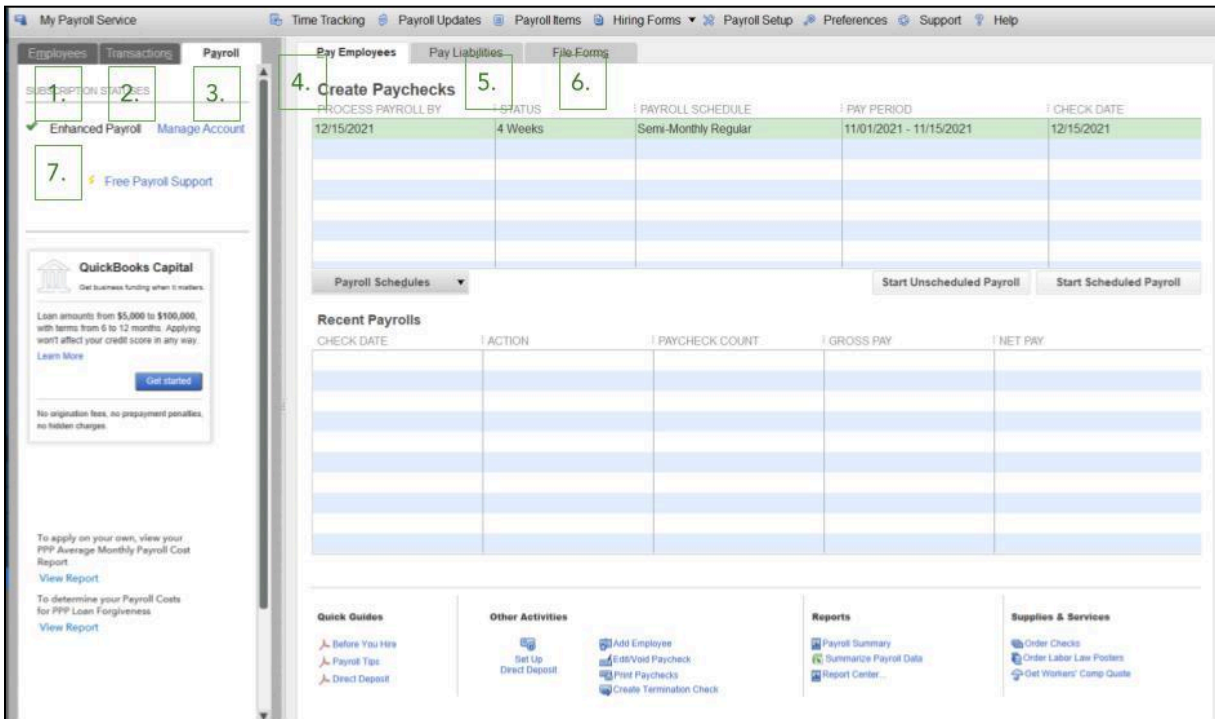 My Payroll Service
Time Tracking Payroll Updates Payroll Items Hiring Forms Payroll Setup Preferences Support Help
Employees Transactions Payroll
Pay Employees Pay Liabilities File Forms
1. 2. 3. 4. 5. 6.
SUBSCRIPTION STATUSES
Create Paychecks
PROCESS PAYROLL BY STATUS PAYROLL SCHEDULE PAY PERIOD CHECK DATE
12/15/2021 4 Weeks Semi-Monthly Regular 11/01/2021 - 11/15/2021 12/15/2021
Enhanced Payroll Manage Account
7.
Free Payroll Support
QuickBooks Capital
Get business funding when it matters.
Loan amounts from $5,000 to $100,000,
with terms from 6 to 12 months. Applying
won't affect your credit score in any way.
Learn More
Get started
No origination fees, no prepayment penalties,
no hidden charges.
To apply on your own, view your
PPP Average Monthly Payroll Cost
Report
View Report
To determine your Payroll Costs
for PPP Loan Forgiveness
View Report
Payroll Schedules Start Unscheduled Payroll Start Scheduled Payroll
Recent Payrolls
CHECK DATE ACTION PAYCHECK COUNT GROSS PAY NET PAY
Quick Guides
Before You Hire
Payroll Tips
Direct Deposit
Other Activities
Set Up
Direct Deposit
Add Employee
Edit/Void Paycheck
Print Paychecks
Create Termination Check
Reports
Payroll Summary
Summarize Payroll Data
Report Center...
Supplies & Services
Order Checks
Order Labor Law Posters
Get Workers' Comp Quote